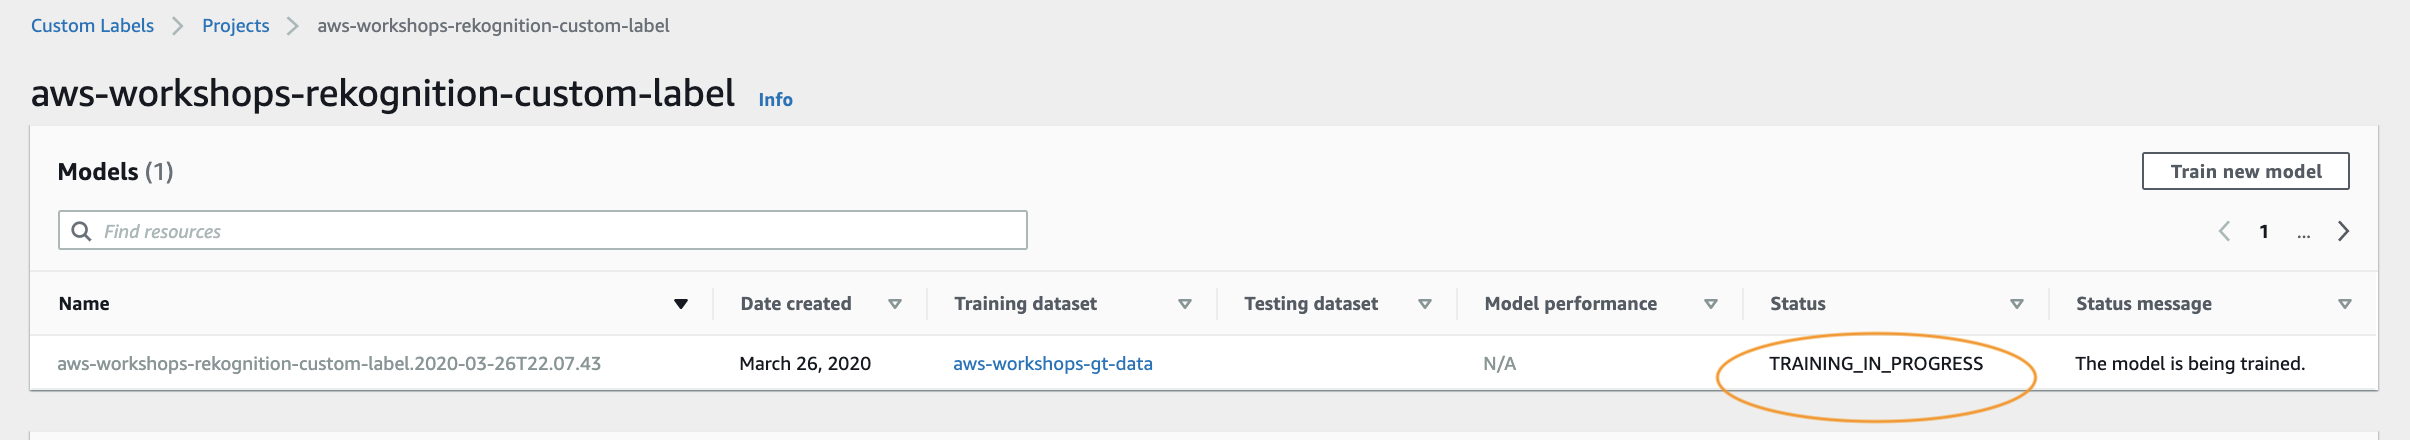 Custom Labels Projects aws-workshops-rekognition-custom-label
aws-workshops-rekognition-custom-label Info
Models (1) Train new model
Find resources 1 ...
Name Date created Training dataset Testing dataset Model performance Status Status message
aws-workshops-rekognition-custom-label.2020-03-26T22.07.43 March 26, 2020 aws-workshops-gt-data N/A TRAINING_IN_PROGRESS The model is being trained.